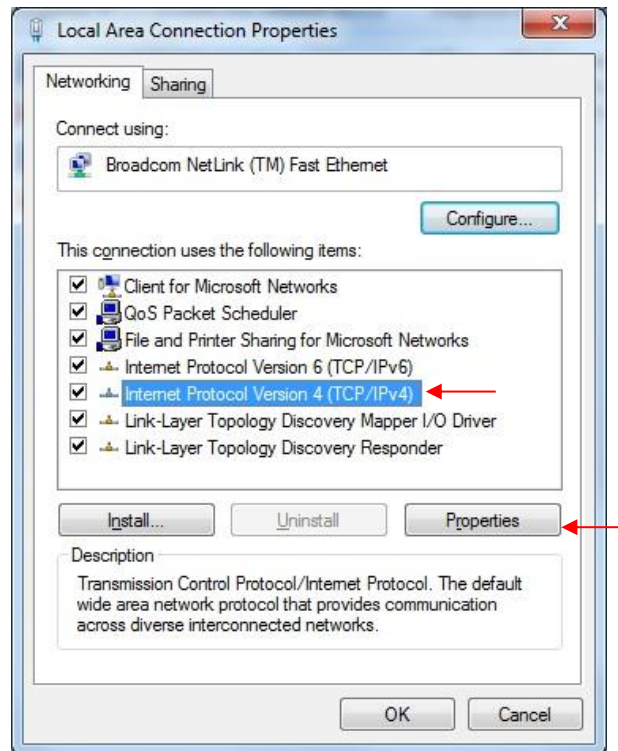 Local Area Connection Properties
Networking Sharing
Connect using:
Broadcom NetLink (TM) Fast Ethernet
Configure...
This connection uses the following items:
Client for Microsoft Networks
QoS Packet Scheduler
File and Printer Sharing for Microsoft Networks
Internet Protocol Version 6 (TCP/IPv6)
Internet Protocol Version 4 (TCP/IPv4)
Link-Layer Topology Discovery Mapper I/O Driver
Link-Layer Topology Discovery Responder
Install... Uninstall Properties
Description
Transmission Control Protocol/Internet Protocol. The default
wide area network protocol that provides communication
across diverse interconnected networks.
OK Cancel